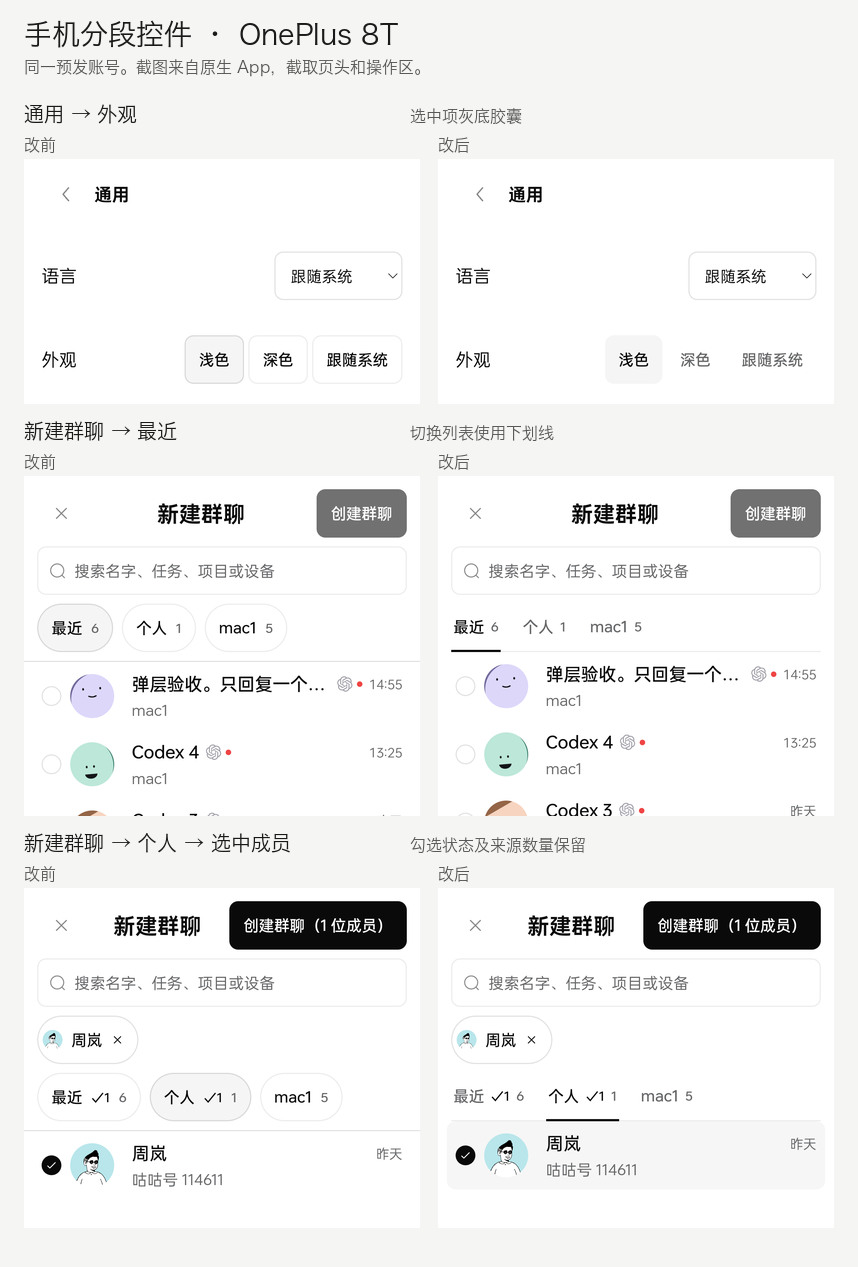 手机分段控件 · OnePlus 8T
同一预发账号。截图来自原生 App，截取页头和操作区。
通用 → 外观
选中项灰底胶囊
改前
改后
通用
语言
跟随系统
外观
浅色 深色 跟随系统
通用
语言
跟随系统
外观
浅色 深色 跟随系统
新建群聊 → 最近
切换列表使用下划线
改前
改后
新建群聊
创建群聊
搜索名字、任务、项目或设备
最近 6 个人 1 mac1 5
弹层验收。只回复一个... 14:55
mac1
Codex 4 13:25
mac1
新建群聊
创建群聊
搜索名字、任务、项目或设备
最近 6 个人 1 mac1 5
弹层验收。只回复一个... 14:55
mac1
Codex 4 13:25
mac1
Codex 3 昨天
新建群聊 → 个人 → 选中成员
勾选状态及来源数量保留
改前
改后
新建群聊
创建群聊（1 位成员）
搜索名字、任务、项目或设备
周岚 ×
最近 ✓1 6 个人 ✓1 1 mac1 5
周岚 昨天
咕咕号 114611
新建群聊
创建群聊（1 位成员）
搜索名字、任务、项目或设备
周岚 ×
最近 ✓1 6 个人 ✓1 1 mac1 5
周岚 昨天
咕咕号 114611